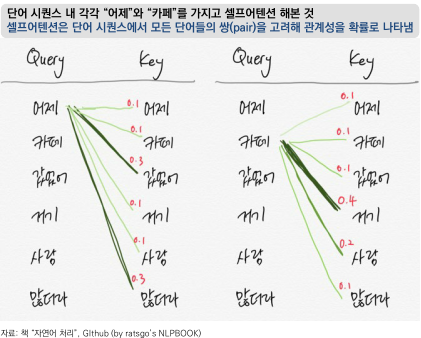 단어 시퀀스 내 각각 “어제”와 “카페”를 가지고 셀프어텐션 해본 것
셀프어텐션은 단어 시퀀스에서 모든 단어들의 쌍(pair)을 고려해 관계성을 확률로 나타냄
Query Key
어제 0.1 어제
카페 0.1 카페
갔었어 0.3 갔었어
거기 0.1 거기
사람 0.1 사람
많더라 0.3 많더라
Query Key
어제 0.1 어제
카페 0.1 카페
갔었어 0.1 갔었어
거기 0.4 거기
사람 0.2 사람
많더라 0.1 많더라
자료: 책 “자연어 처리”, GIthub (by ratsgo's NLPBOOK)